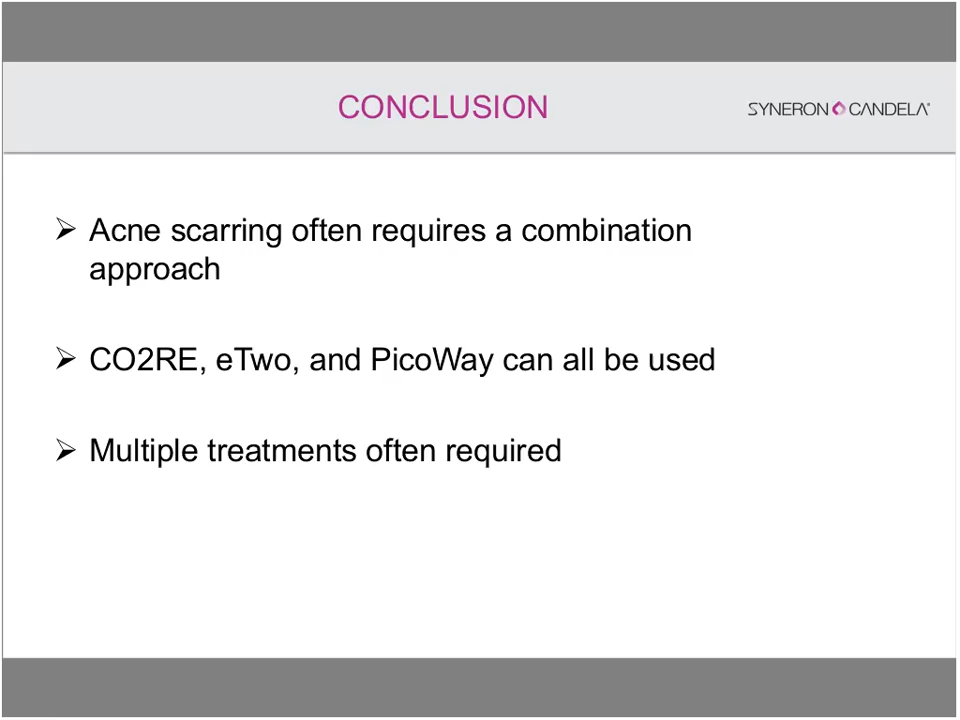 CONCLUSION
SYNERON CANDELA®
➢ Acne scarring often requires a combination
approach
➢ CO2RE, eTwo, and PicoWay can all be used
➢ Multiple treatments often required